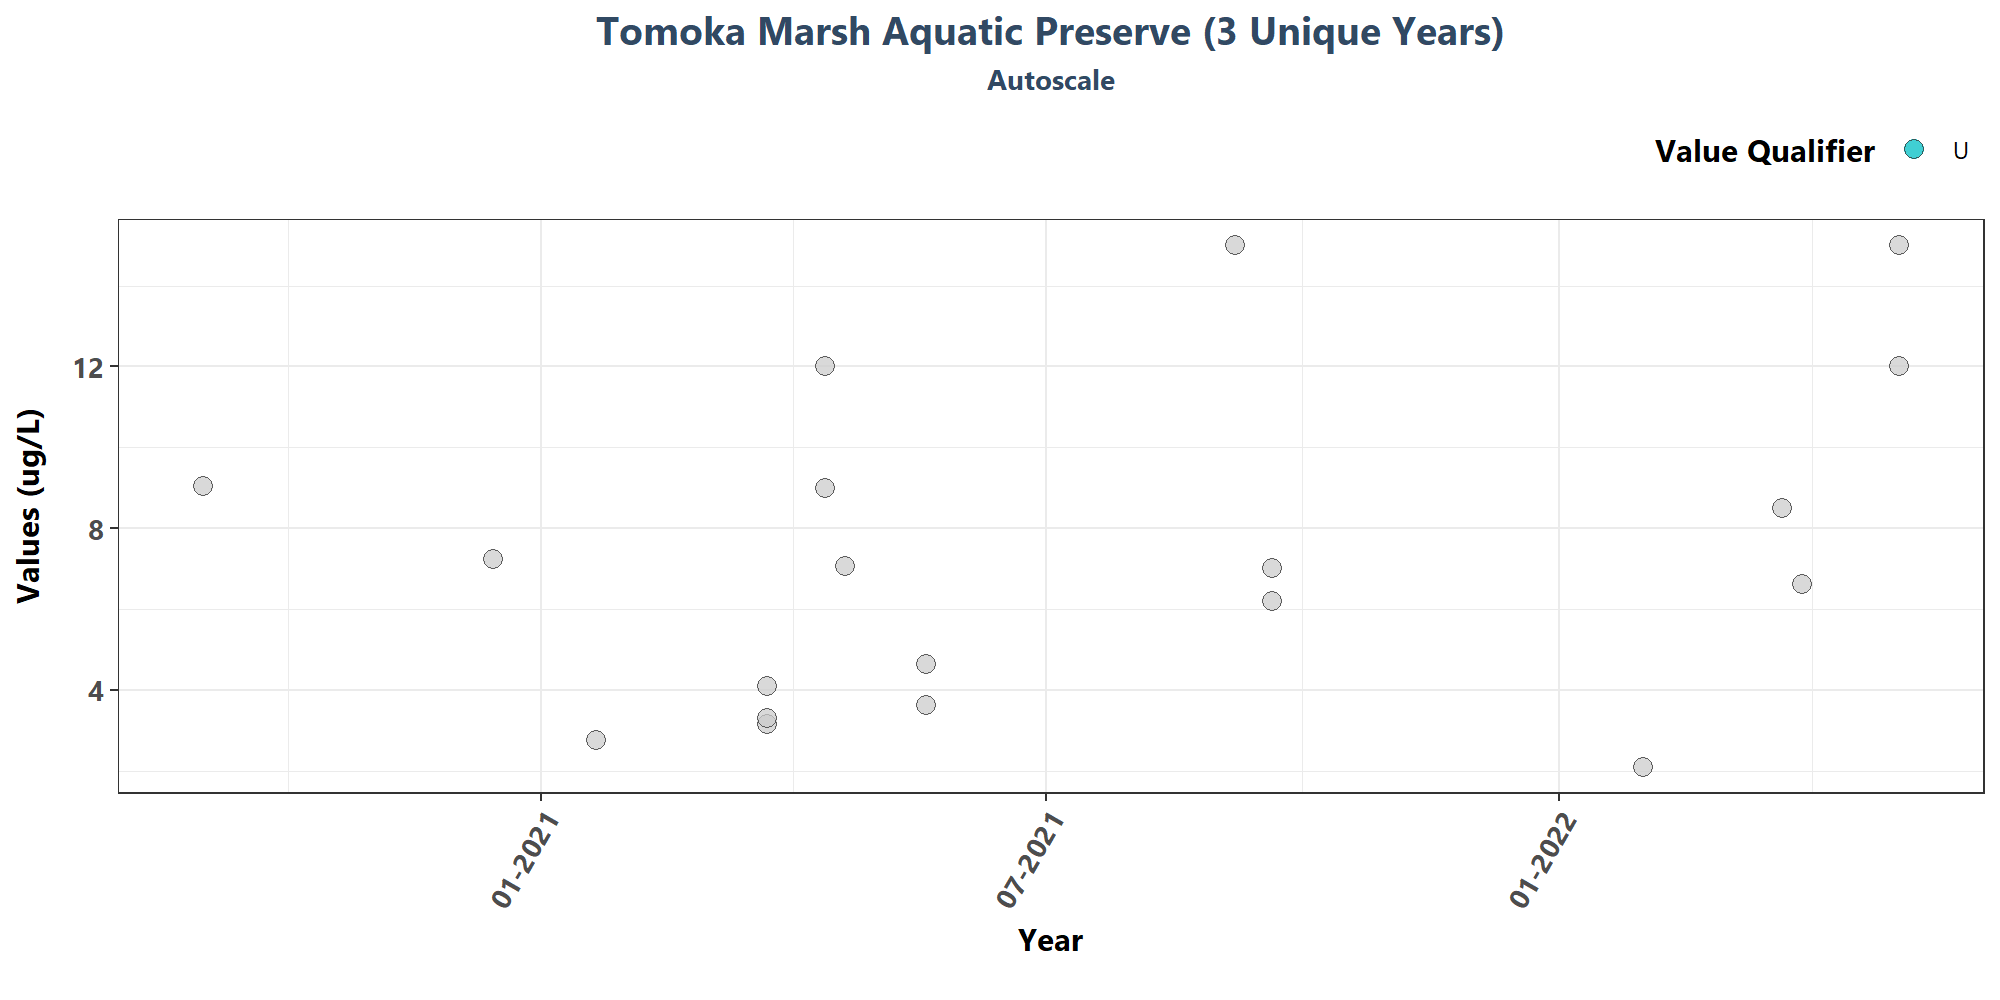 Tomoka Marsh Aquatic Preserve (3 Unique Years)
Autoscale
Value Qualifier U
Values (ug/L)
12
8
4
01-2021
07-2021
01-2022
Year